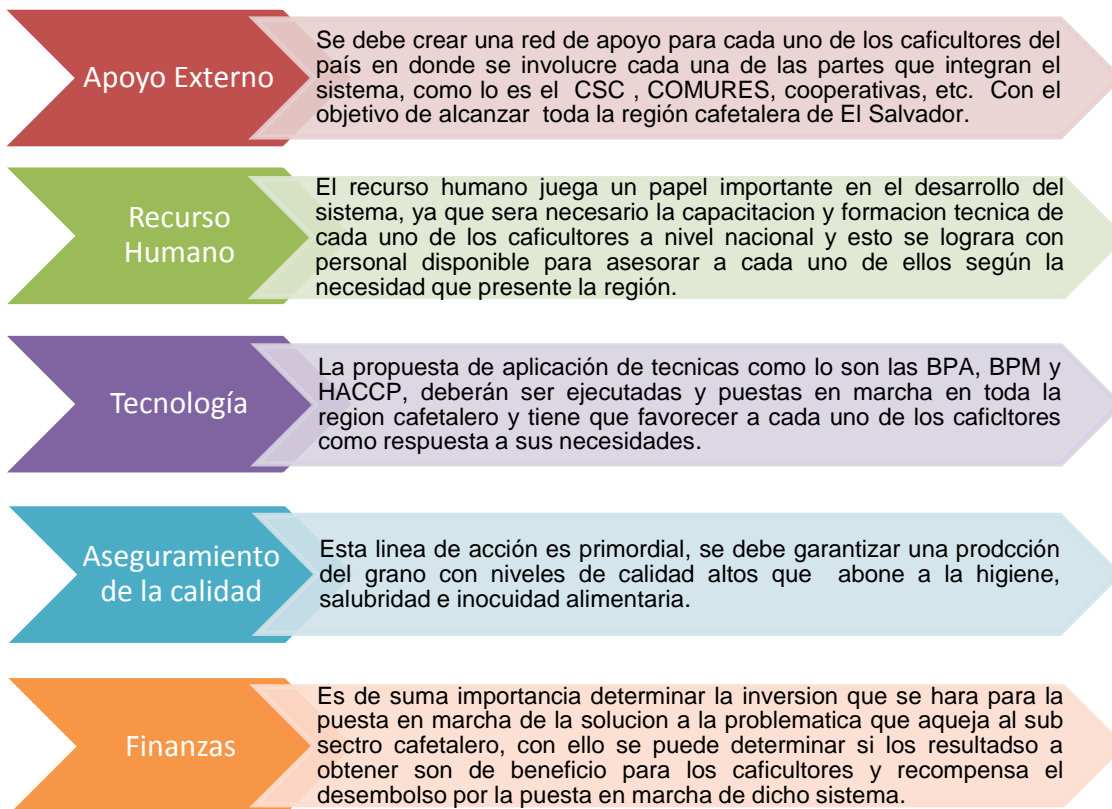 Apoyo Externo
Se debe crear una red de apoyo para cada uno de los caficultores del
país en donde se involucre cada una de las partes que integran el
sistema, como lo es el CSC , COMURES, cooperativas, etc. Con el
objetivo de alcanzar toda la región cafetalera de El Salvador.
Recurso
Humano
El recurso humano juega un papel importante en el desarrollo del
sistema, ya que sera necesario la capacitacion y formacion tecnica de
cada uno de los caficultores a nivel nacional y esto se lograra con
personal disponible para asesorar a cada uno de ellos según la
necesidad que presente la región.
Tecnología
La propuesta de aplicación de tecnicas como lo son las BPA, BPM y
HACCP, deberán ser ejecutadas y puestas en marcha en toda la
region cafetalero y tiene que favorecer a cada uno de los caficltores
como respuesta a sus necesidades.
Aseguramiento
de la calidad
Esta linea de acción es primordial, se debe garantizar una prodcción
del grano con niveles de calidad altos que abone a la higiene,
salubridad e inocuidad alimentaria.
Finanzas
Es de suma importancia determinar la inversion que se hara para la
puesta en marcha de la solucion a la problematica que aqueja al sub
sectro cafetalero, con ello se puede determinar si los resultadso a
obtener son de beneficio para los caficultores y recompensa el
desembolso por la puesta en marcha de dicho sistema.